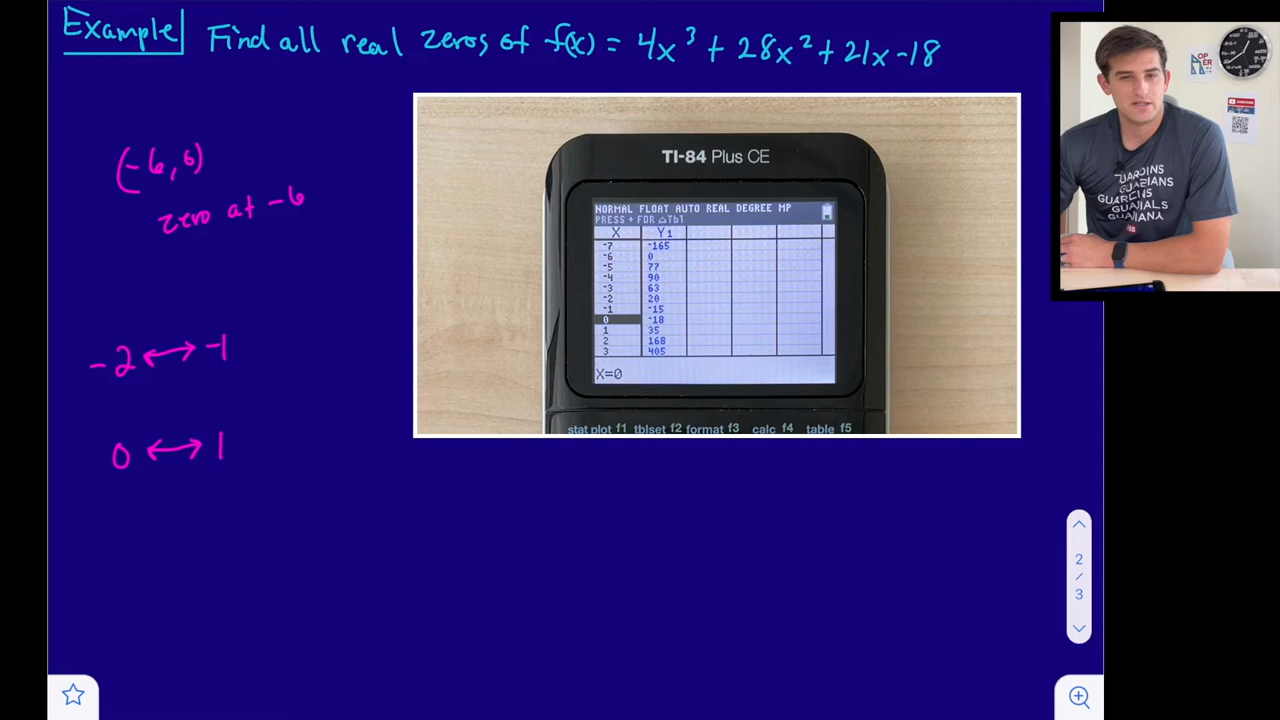 Example Find all real zeros of f(x) = 4x³ + 28x² + 21x - 18
(-6, 0)
zero at -6
-2 ↔ -1
0 ↔ 1
TI-84 Plus CE
NORMAL FLOAT AUTO REAL DEGREE MP
PRESS + FOR △Tbl
X Y1
-7 -165
-6 0
-5 77
-4 90
-3 63
-2 20
-1 -15
0 -18
1 35
2 168
3 405
X=0
stat plot f1 tblset f2 format f3 calc f4 table f5
GUARDINS
2
/
3